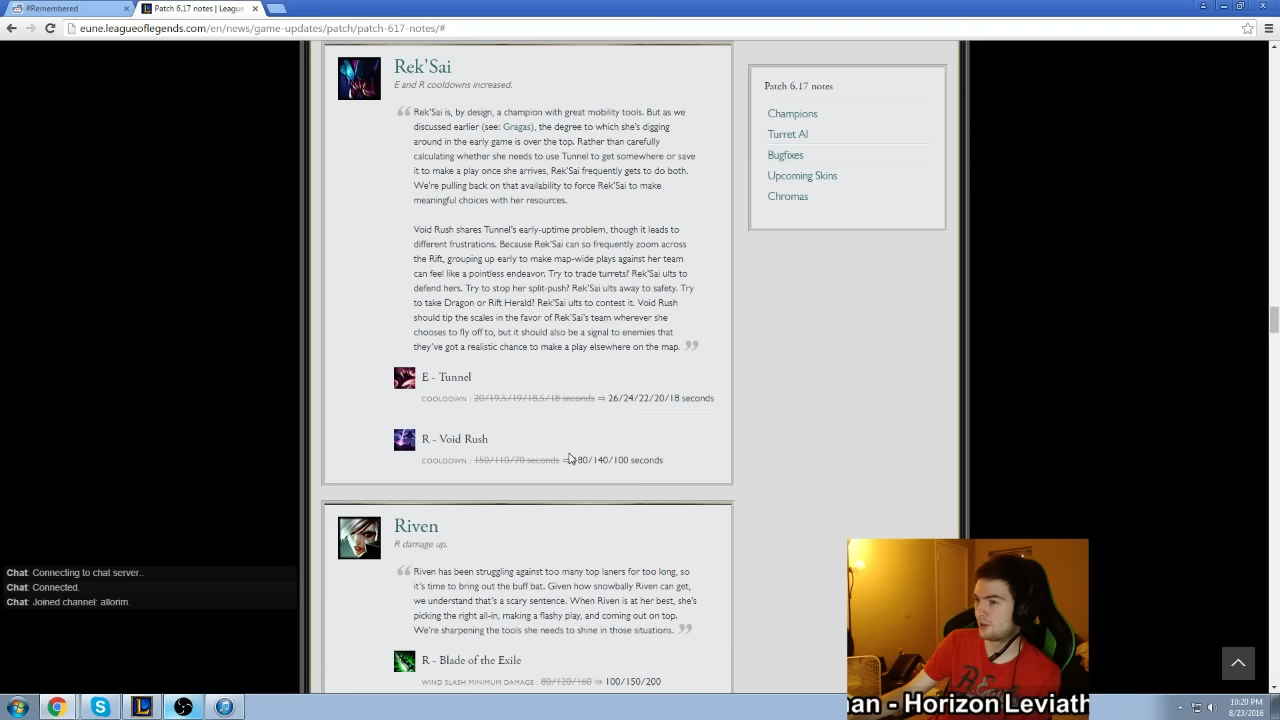 #Remembered
Patch 6.17 notes | Leagu
eune.leagueoflegends.com/en/news/game-updates/patch/patch-617-notes/#
Rek'Sai
E and R cooldowns increased.
Rek'Sai is, by design, a champion with great mobility tools. But as we
discussed earlier (see: Gragas), the degree to which she's digging
around in the early game is over the top. Rather than carefully
calculating whether she needs to use Tunnel to get somewhere or save
it to make a play once she arrives, Rek'Sai frequently gets to do both.
We're pulling back on that availability to force Rek'Sai to make
meaningful choices with her resources.
Void Rush shares Tunnel's early-uptime problem, though it leads to
different frustrations. Because Rek'Sai can so frequently zoom across
the Rift, grouping up early to make map-wide plays against her team
can feel like a pointless endeavor. Try to trade turrets? Rek'Sai ults to
defend hers. Try to stop her split-push? Rek'Sai ults away to safety. Try
to take Dragon or Rift Herald? Rek'Sai ults to contest it. Void Rush
should tip the scales in the favor of Rek'Sai's team wherever she
chooses to fly off to, but it should also be a signal to enemies that
they've got a realistic chance to make a play elsewhere on the map.
E - Tunnel
COOLDOWN : 20/19.5/19/18.5/18 seconds ⇒ 26/24/22/20/18 seconds
R - Void Rush
COOLDOWN : 150/110/70 seconds ⇒ 80/140/100 seconds
Riven
R damage up.
Riven has been struggling against too many top laners for too long, so
it's time to bring out the buff bat. Given how snowbally Riven can get,
we understand that's a scary sentence. When Riven is at her best, she's
picking the right all-in, making a flashy play, and coming out on top.
We're sharpening the tools she needs to shine in those situations.
R - Blade of the Exile
WIND SLASH MINIMUM DAMAGE : 80/120/160 ⇒ 100/150/200
Patch 6.17 notes
Champions
Turret AI
Bugfixes
Upcoming Skins
Chromas
Chat: Connecting to chat server..
Chat: Connected.
Chat: Joined channel: allorim
an - Horizon Leviath
10:20 PM
8/23/2016